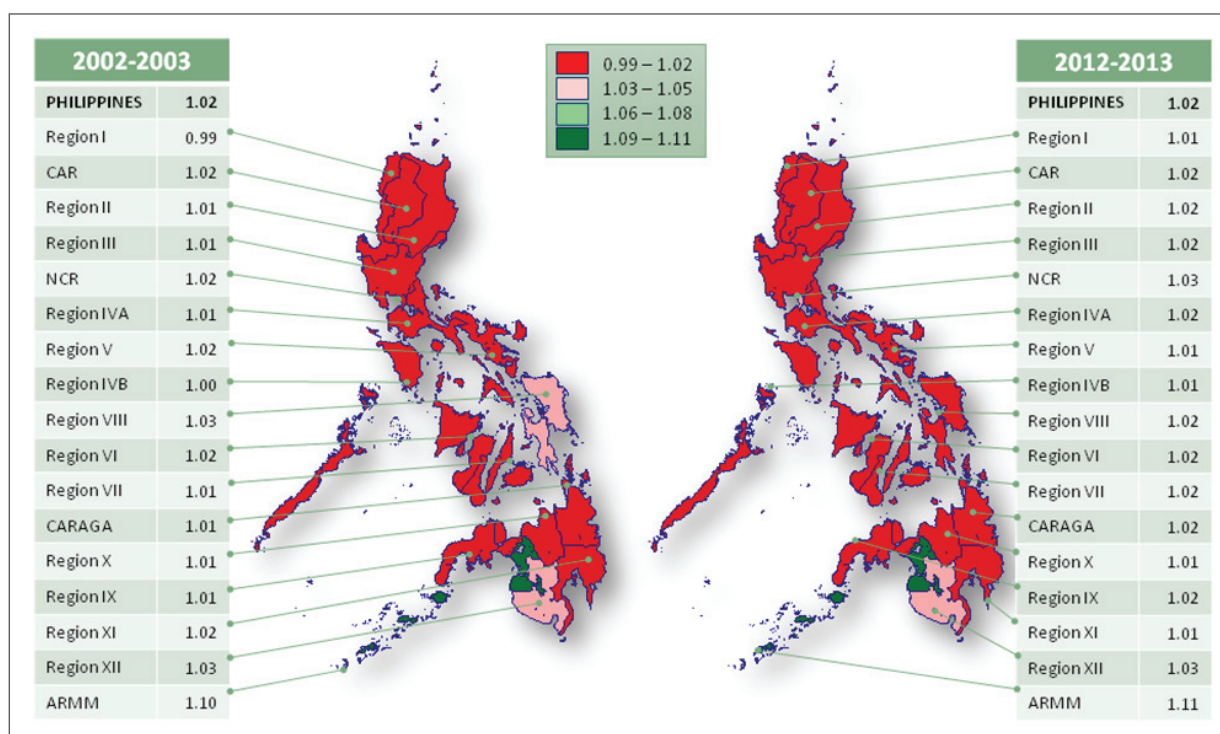 2002-2003
PHILIPPINES 1.02
Region I 0.99
CAR 1.02
Region II 1.01
Region III 1.01
NCR 1.02
Region IVA 1.01
Region V 1.02
Region IVB 1.00
Region VIII 1.03
Region VI 1.02
Region VII 1.01
CARAGA 1.01
Region X 1.01
Region IX 1.01
Region XI 1.02
Region XII 1.03
ARMM 1.10
0.99 – 1.02
1.03 – 1.05
1.06 – 1.08
1.09 – 1.11
2012-2013
PHILIPPINES 1.02
Region I 1.01
CAR 1.02
Region II 1.02
Region III 1.02
NCR 1.03
Region IVA 1.02
Region V 1.01
Region IVB 1.01
Region VIII 1.02
Region VI 1.02
Region VII 1.02
CARAGA 1.02
Region X 1.01
Region IX 1.02
Region XI 1.01
Region XII 1.03
ARMM 1.11